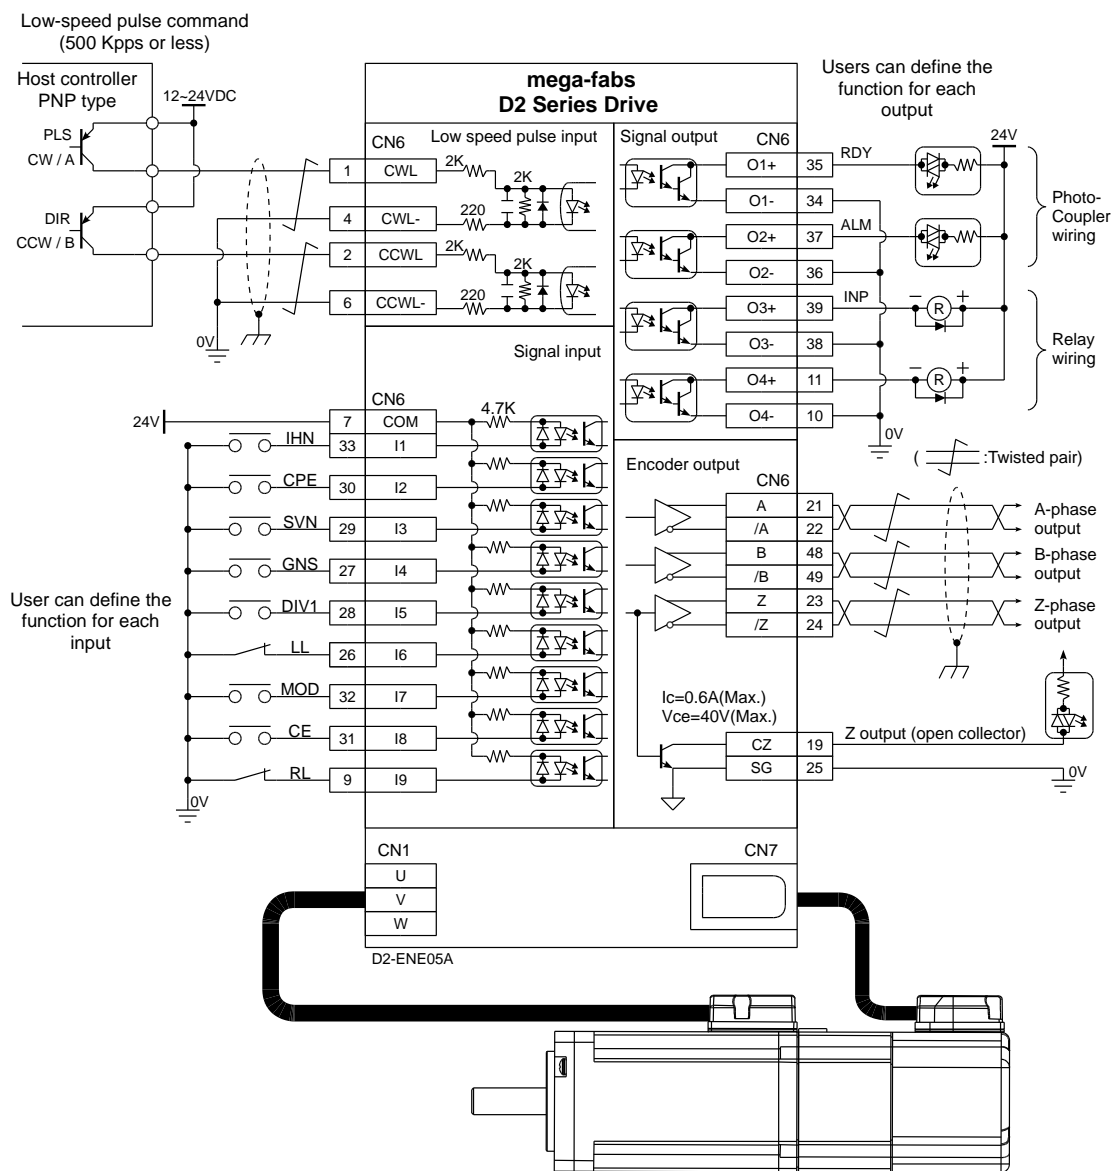 Low-speed pulse command
(500 Kpps or less)
Host controller
PNP type
12~24VDC
PLS
CW / A
DIR
CCW / B
0V
mega-fabs
D2 Series Drive
CN6
Low speed pulse input
1 CWL 2K
2K
4 CWL- 220
2 CCWL 2K
2K
6 CCWL- 220
Signal input
CN6
24V 7 COM 4.7K
IHN 33 I1
CPE 30 I2
SVN 29 I3
GNS 27 I4
DIV1 28 I5
LL 26 I6
MOD 32 I7
CE 31 I8
RL 9 I9
0V
User can define the
function for each
input
Signal output
CN6
O1+ 35 RDY
O1- 34
O2+ 37 ALM
O2- 36
O3+ 39 INP
O3- 38
O4+ 11
O4- 10
0V
Users can define the
function for each
output
24V
Photo-
Coupler
wiring
− R +
Relay
wiring
− R +
( :Twisted pair)
Encoder output
CN6
A 21
/A 22
B 48
/B 49
Z 23
/Z 24
A-phase
output
B-phase
output
Z-phase
output
Ic=0.6A(Max.)
Vce=40V(Max.)
CZ 19 Z output (open collector)
SG 25
0V
CN1
U
V
W
CN7
D2-ENE05A